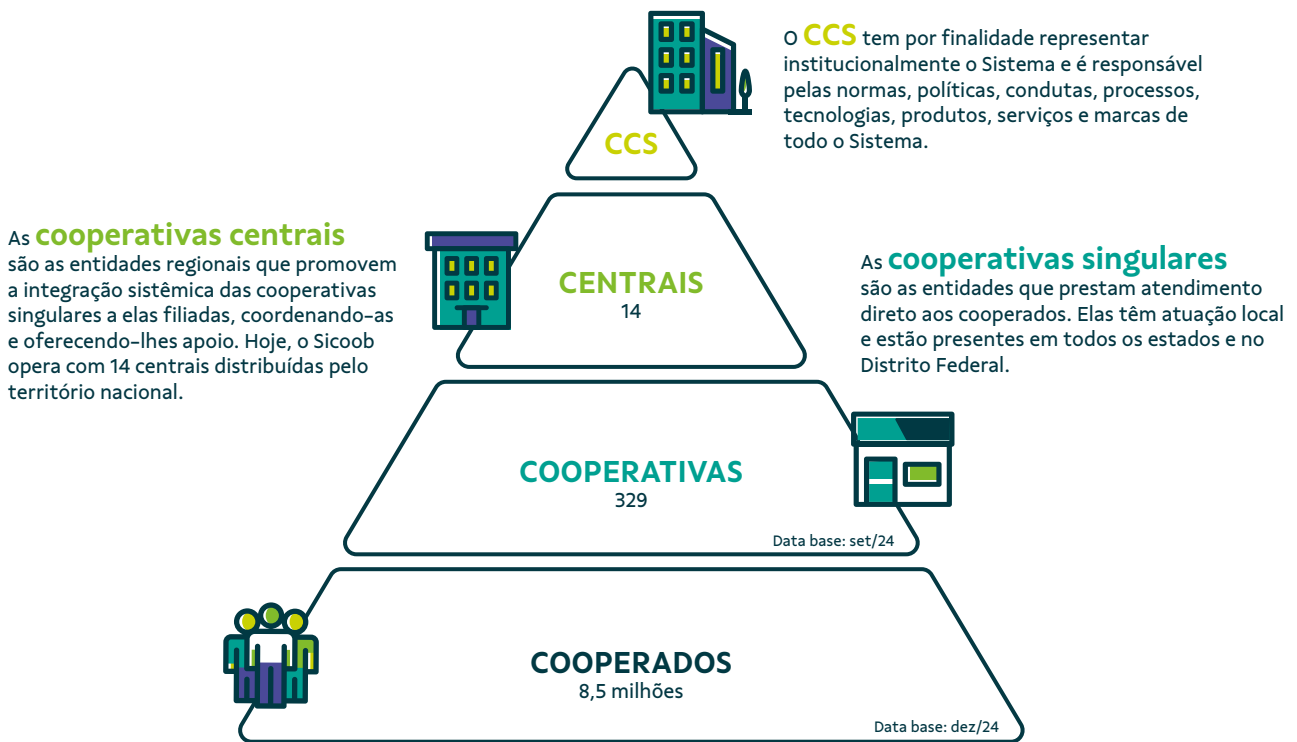 O CCS tem por finalidade representar
institucionalmente o Sistema e é responsável
pelas normas, políticas, condutas, processos,
tecnologias, produtos, serviços e marcas de
todo o Sistema.
CCS
As cooperativas centrais
são as entidades regionais que promovem
a integração sistêmica das cooperativas
singulares a elas filiadas, coordenando-as
e oferecendo-lhes apoio. Hoje, o Sicoob
opera com 14 centrais distribuídas pelo
território nacional.
CENTRAIS
14
As cooperativas singulares
são as entidades que prestam atendimento
direto aos cooperados. Elas têm atuação local
e estão presentes em todos os estados e no
Distrito Federal.
COOPERATIVAS
329
Data base: set/24
COOPERADOS
8,5 milhões
Data base: dez/24